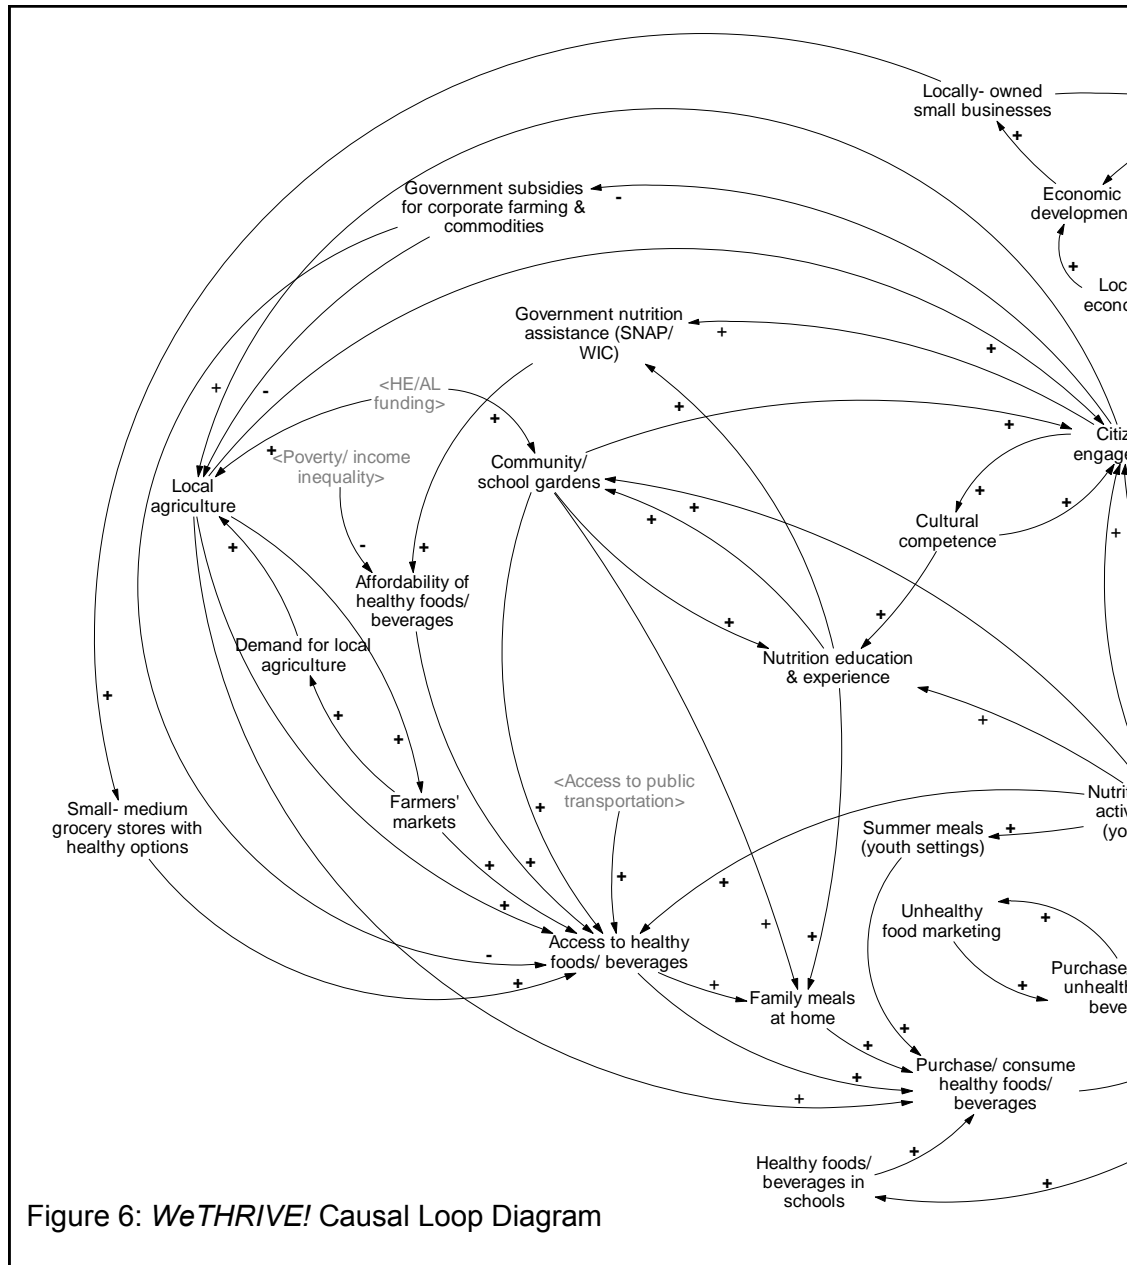 Locally- owned
small businesses
Economic
development
Government subsidies
for corporate farming &
commodities
Government nutrition
assistance (SNAP/
WIC)
<HE/AL
funding>
<Poverty/ income
inequality>
Local
agriculture
Community/
school gardens
Cultural
competence
Affordability of
healthy foods/
beverages
Demand for local
agriculture
Nutrition education
& experience
<Access to public
transportation>
Farmers'
markets
Small- medium
grocery stores with
healthy options
Summer meals
(youth settings)
Unhealthy
food marketing
Purchase
Access to healthy
foods/ beverages
Family meals
at home
Purchase/ consume
healthy foods/
beverages
Healthy foods/
beverages in
schools
Figure 6: WeTHRIVE! Causal Loop Diagram